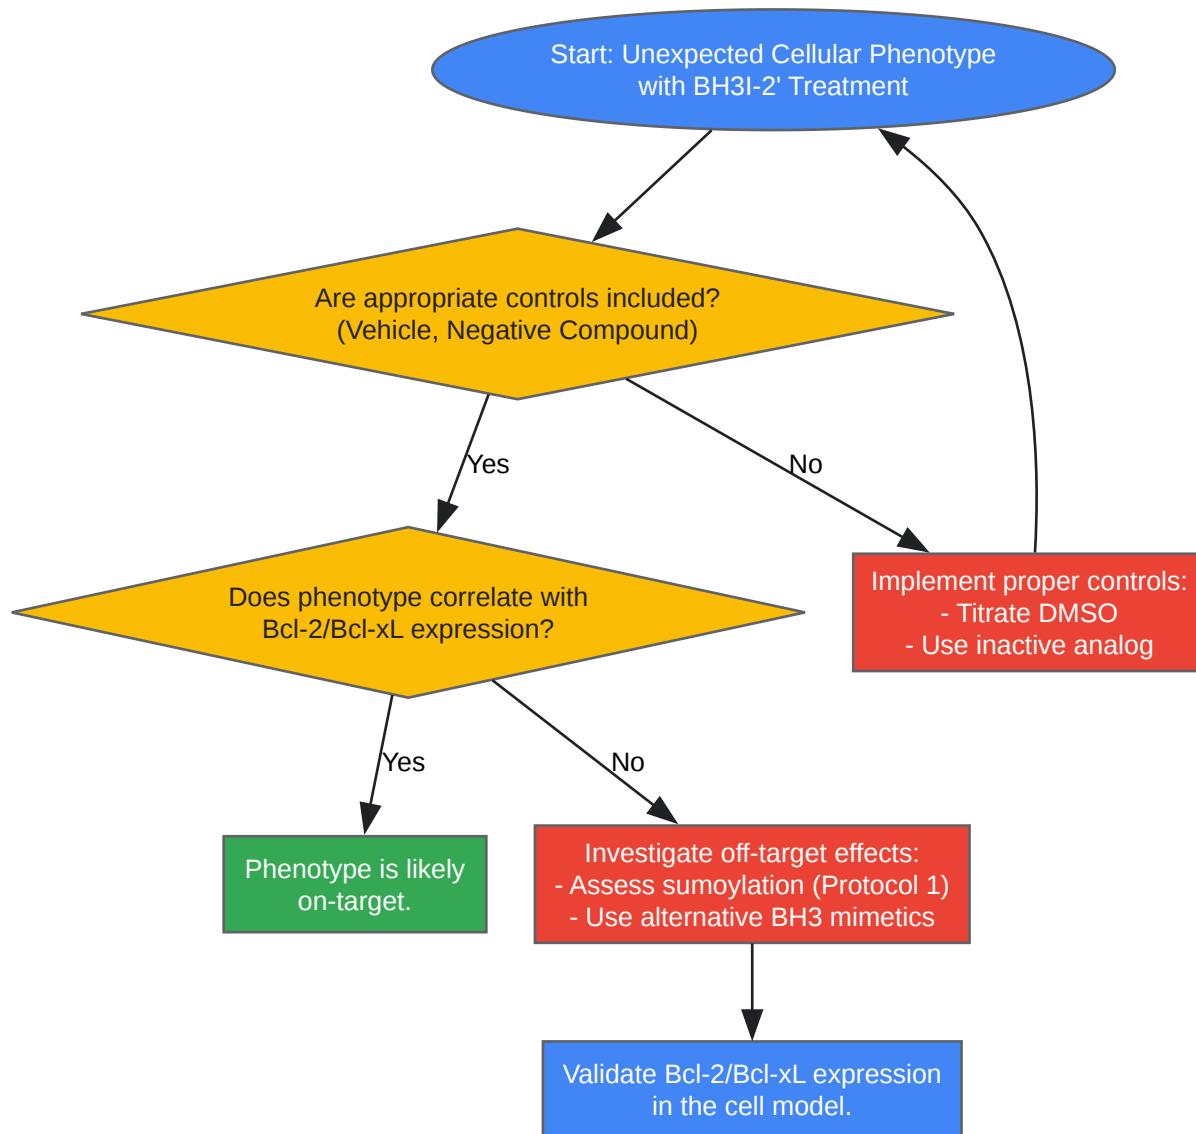 Start: Unexpected Cellular Phenotype
with BH3I-2' Treatment
Are appropriate controls included?
(Vehicle, Negative Compound)
Yes
No
Does phenotype correlate with
Bcl-2/Bcl-xL expression?
Implement proper controls:
- Titrate DMSO
- Use inactive analog
Yes
No
Phenotype is likely
on-target.
Investigate off-target effects:
- Assess sumoylation (Protocol 1)
- Use alternative BH3 mimetics
Validate Bcl-2/Bcl-xL expression
in the cell model.